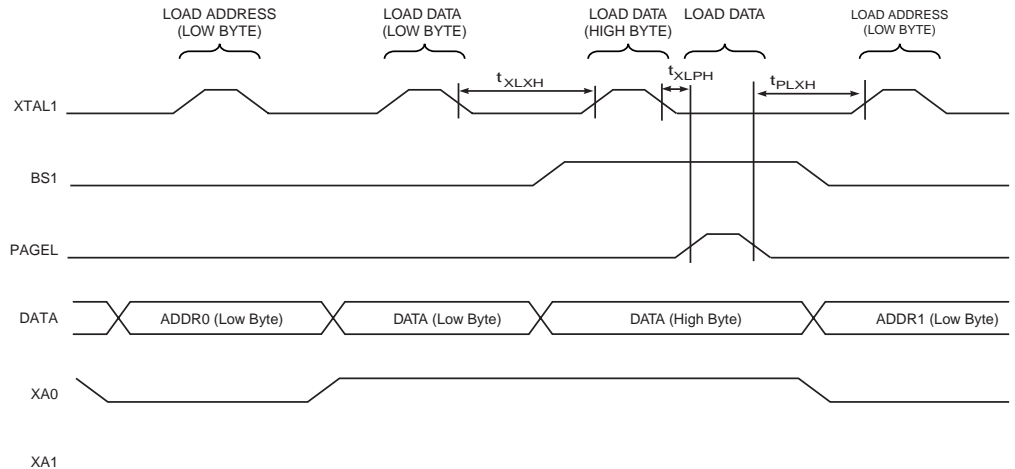 LOAD ADDRESS
(LOW BYTE)
LOAD DATA
(LOW BYTE)
LOAD DATA
(HIGH BYTE)
LOAD DATA
LOAD ADDRESS
(LOW BYTE)
tXLXH
tXLPH
tPLXH
XTAL1
BS1
PAGEL
DATA
ADDR0 (Low Byte)
DATA (Low Byte)
DATA (High Byte)
ADDR1 (Low Byte)
XA0
XA1